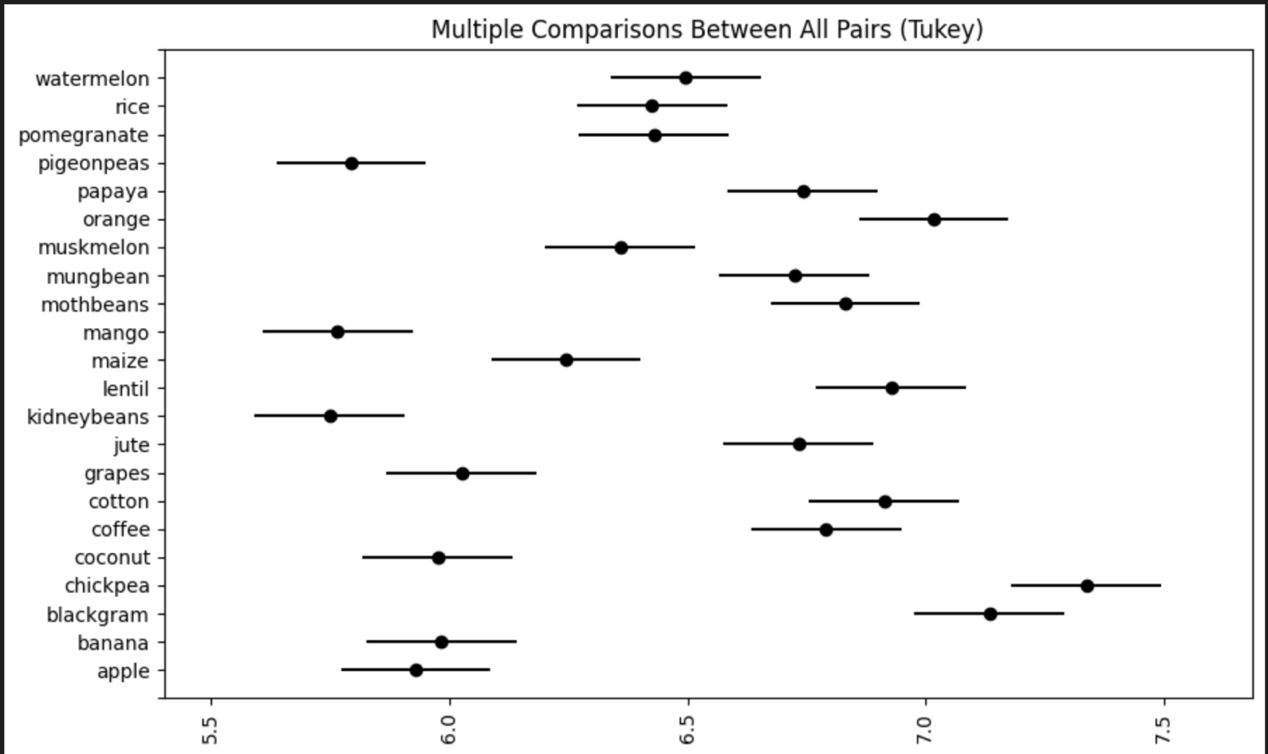 Multiple Comparisons Between All Pairs (Tukey)
watermelon
rice
pomegranate
pigeonpeas
papaya
orange
muskmelon
mungbean
mothbeans
mango
maize
lentil
kidneybeans
jute
grapes
cotton
coffee
coconut
chickpea
blackgram
banana
apple
5.5
6.0
6.5
7.0
7.5